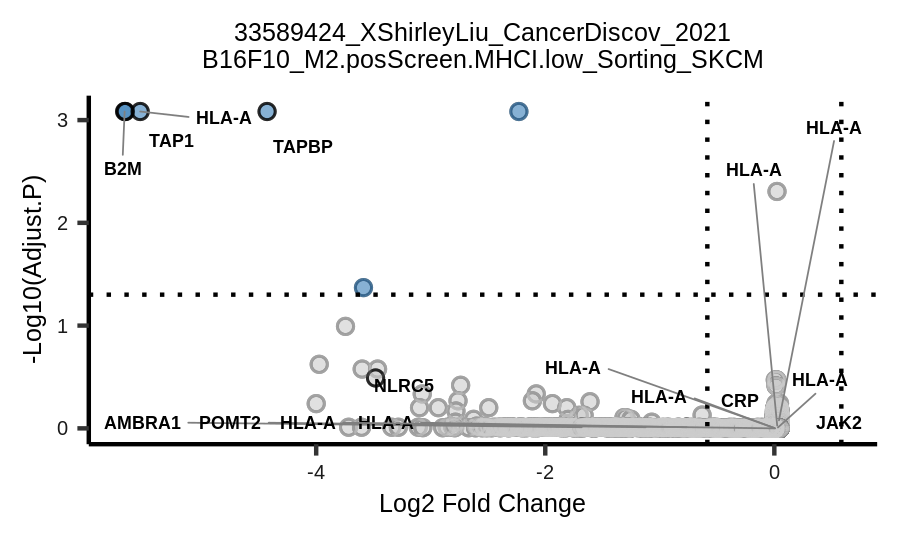 33589424_XShirleyLiu_CancerDiscov_2021
B16F10_M2.posScreen.MHCI.low_Sorting_SKCM
-Log10(Adjust.P)
3
2
1
0
HLA-A
TAP1
B2M
TAPBP
HLA-A
HLA-A
HLA-A
NLRC5
HLA-A
CRP
HLA-A
AMBRA1
POMT2
HLA-A
HLA-A
JAK2
-4
-2
0
Log2 Fold Change